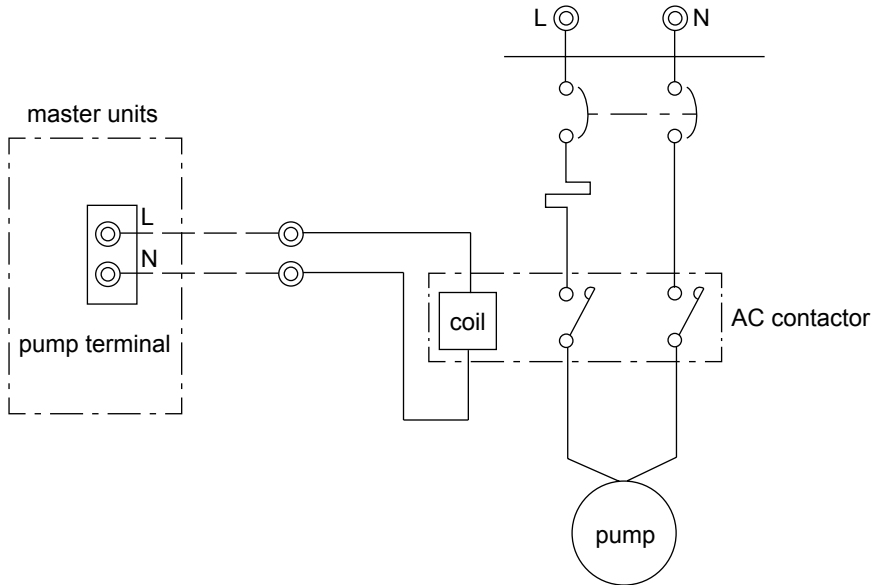 L N
master units
L
N
pump terminal
coil
AC contactor
pump